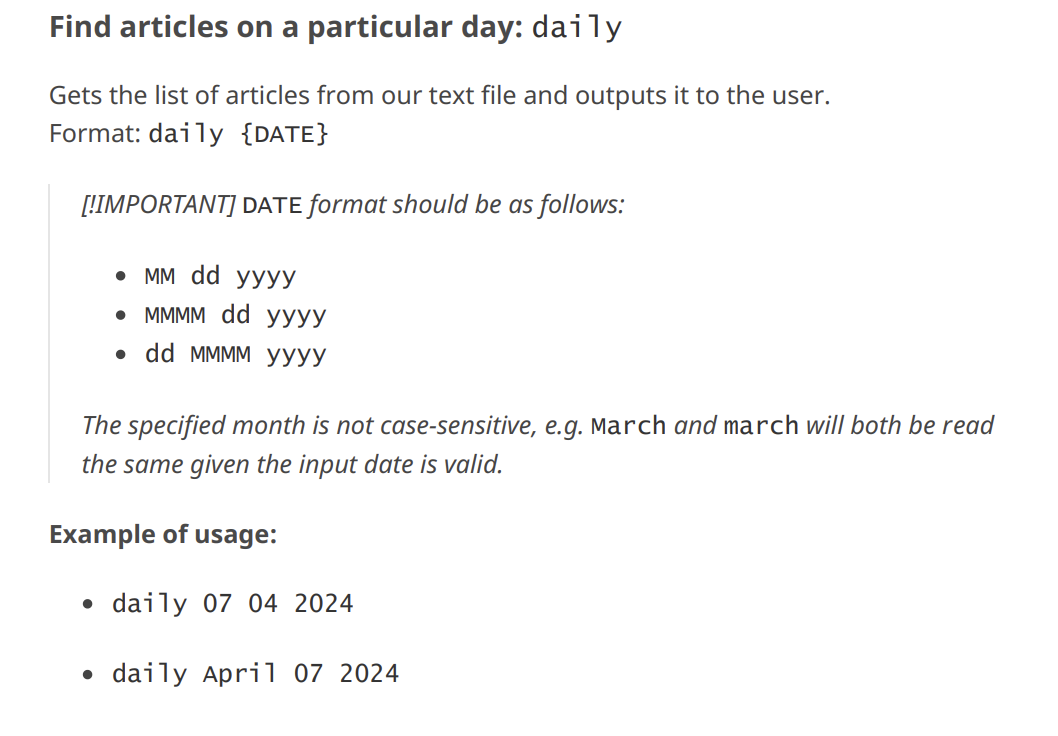 Find articles on a particular day: daily
Gets the list of articles from our text file and outputs it to the user.
Format: daily {DATE}
[!IMPORTANT] DATE format should be as follows:
• MM dd yyyy
• MMMM dd yyyy
• dd MMMM yyyy
The specified month is not case-sensitive, e.g. March and march will both be read
the same given the input date is valid.
Example of usage:
• daily 07 04 2024
• daily April 07 2024